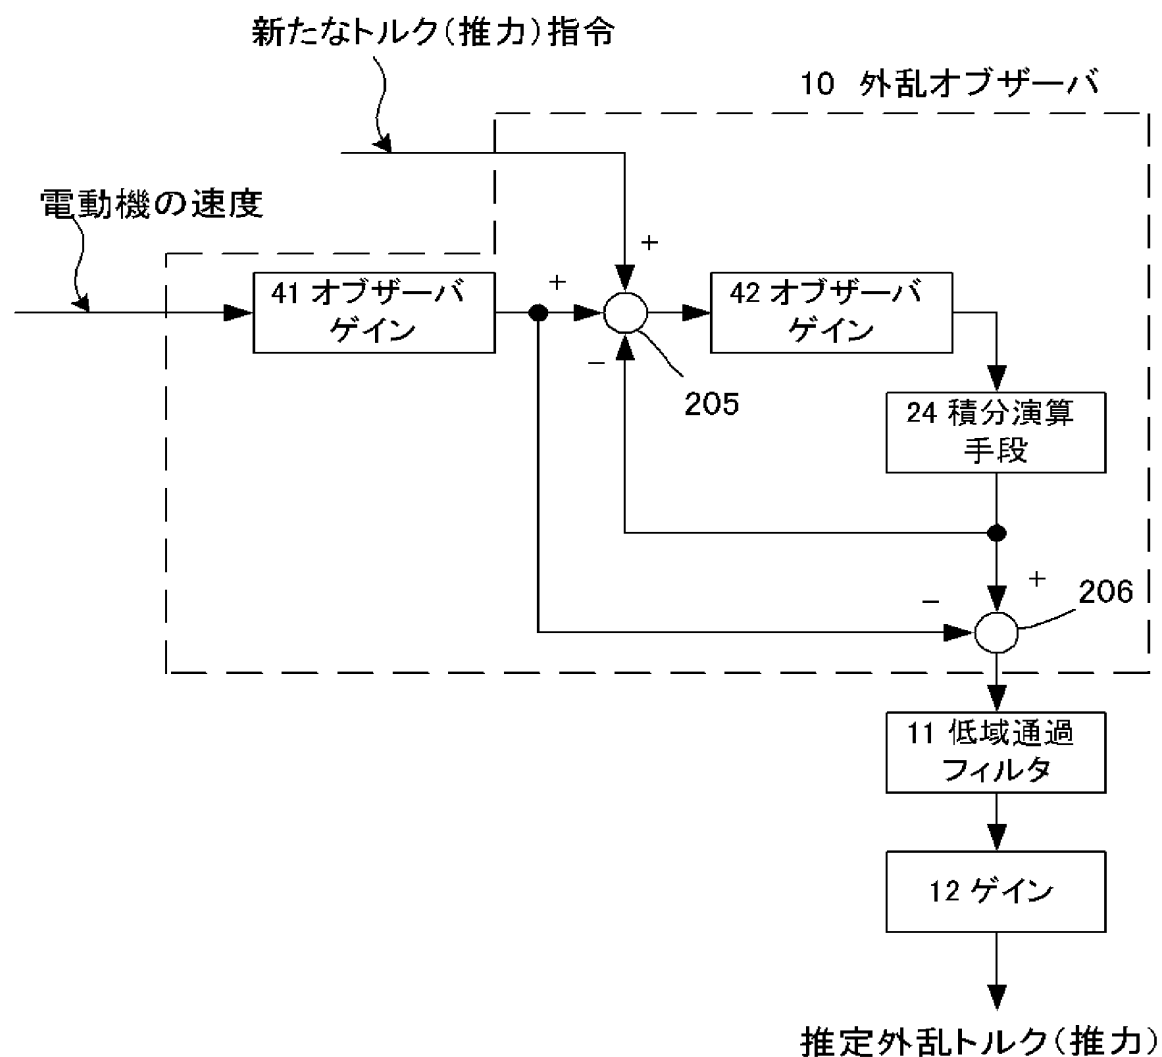 新たなトルク(推力)指令
10 外乱オブザーバ
電動機の速度
+
41 オブザーバ
ゲイン
+
42 オブザーバ
ゲイン
−
205
24 積分演算
手段
+
−
206
11 低域通過
フィルタ
12 ゲイン
推定外乱トルク(推力)